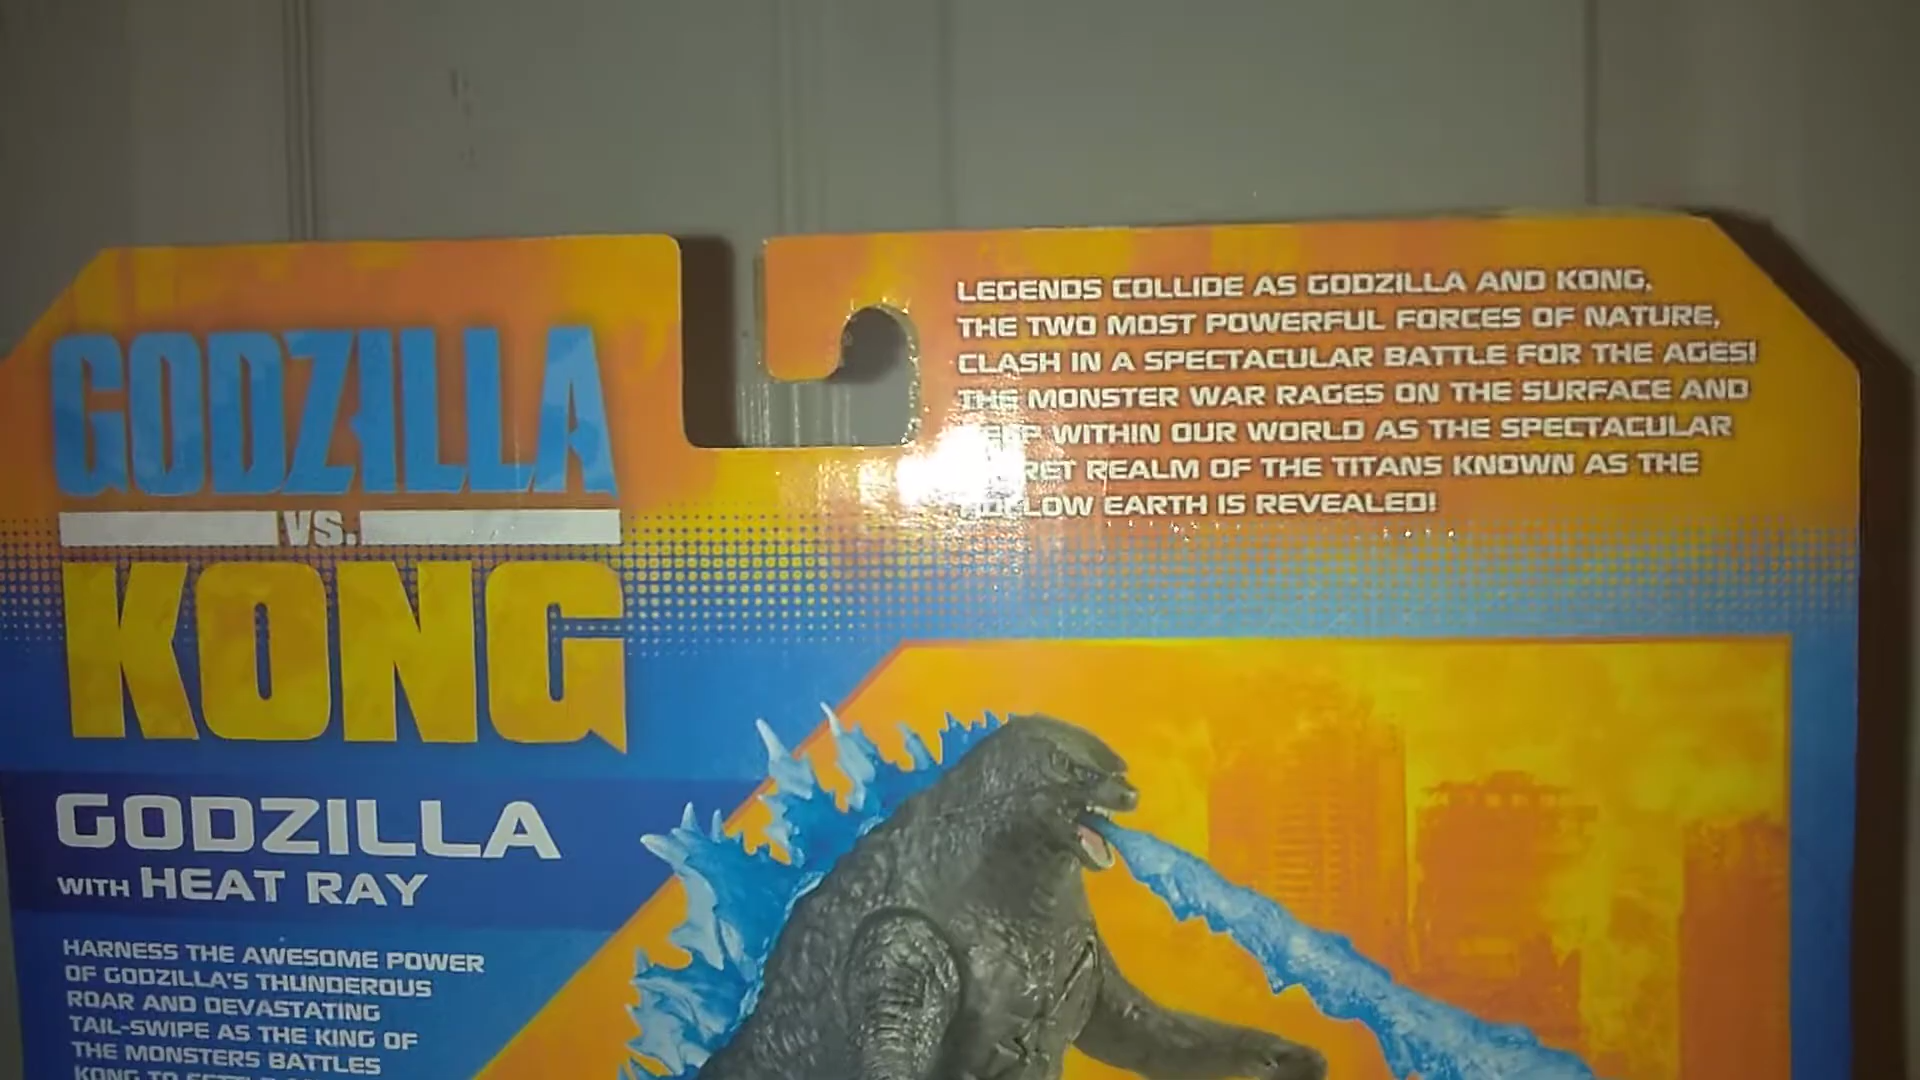 GODZILLA
VS.
KONG
GODZILLA
WITH HEAT RAY
HARNESS THE AWESOME POWER
OF GODZILLA'S THUNDEROUS
ROAR AND DEVASTATING
TAIL-SWIPE AS THE KING OF
THE MONSTERS BATTLES
KONG TO
LEGENDS COLLIDE AS GODZILLA AND KONG,
THE TWO MOST POWERFUL FORCES OF NATURE,
CLASH IN A SPECTACULAR BATTLE FOR THE AGES!
THE MONSTER WAR RAGES ON THE SURFACE AND
WITHIN OUR WORLD AS THE SPECTACULAR
REALM OF THE TITANS KNOWN AS THE
EARTH IS REVEALED!